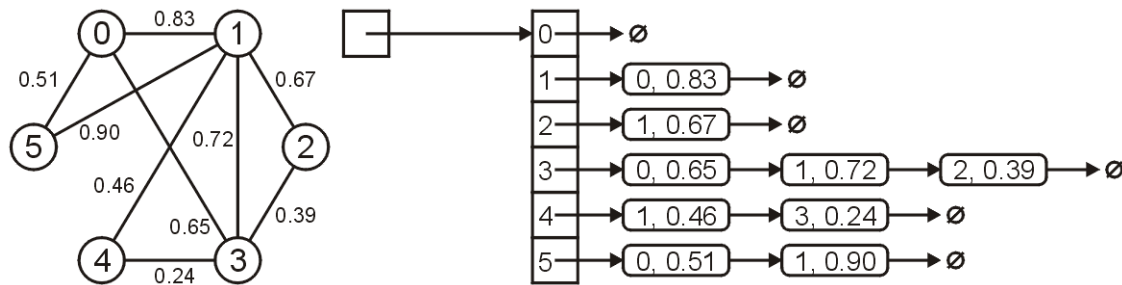 0 0.83 1
0.51 0.67
5 0.90 0.72 2
0.46 0.65 0.39
4 0.24 3
0 ∅
1 0, 0.83 ∅
2 1, 0.67 ∅
3 0, 0.65 1, 0.72 2, 0.39 ∅
4 1, 0.46 3, 0.24 ∅
5 0, 0.51 1, 0.90 ∅